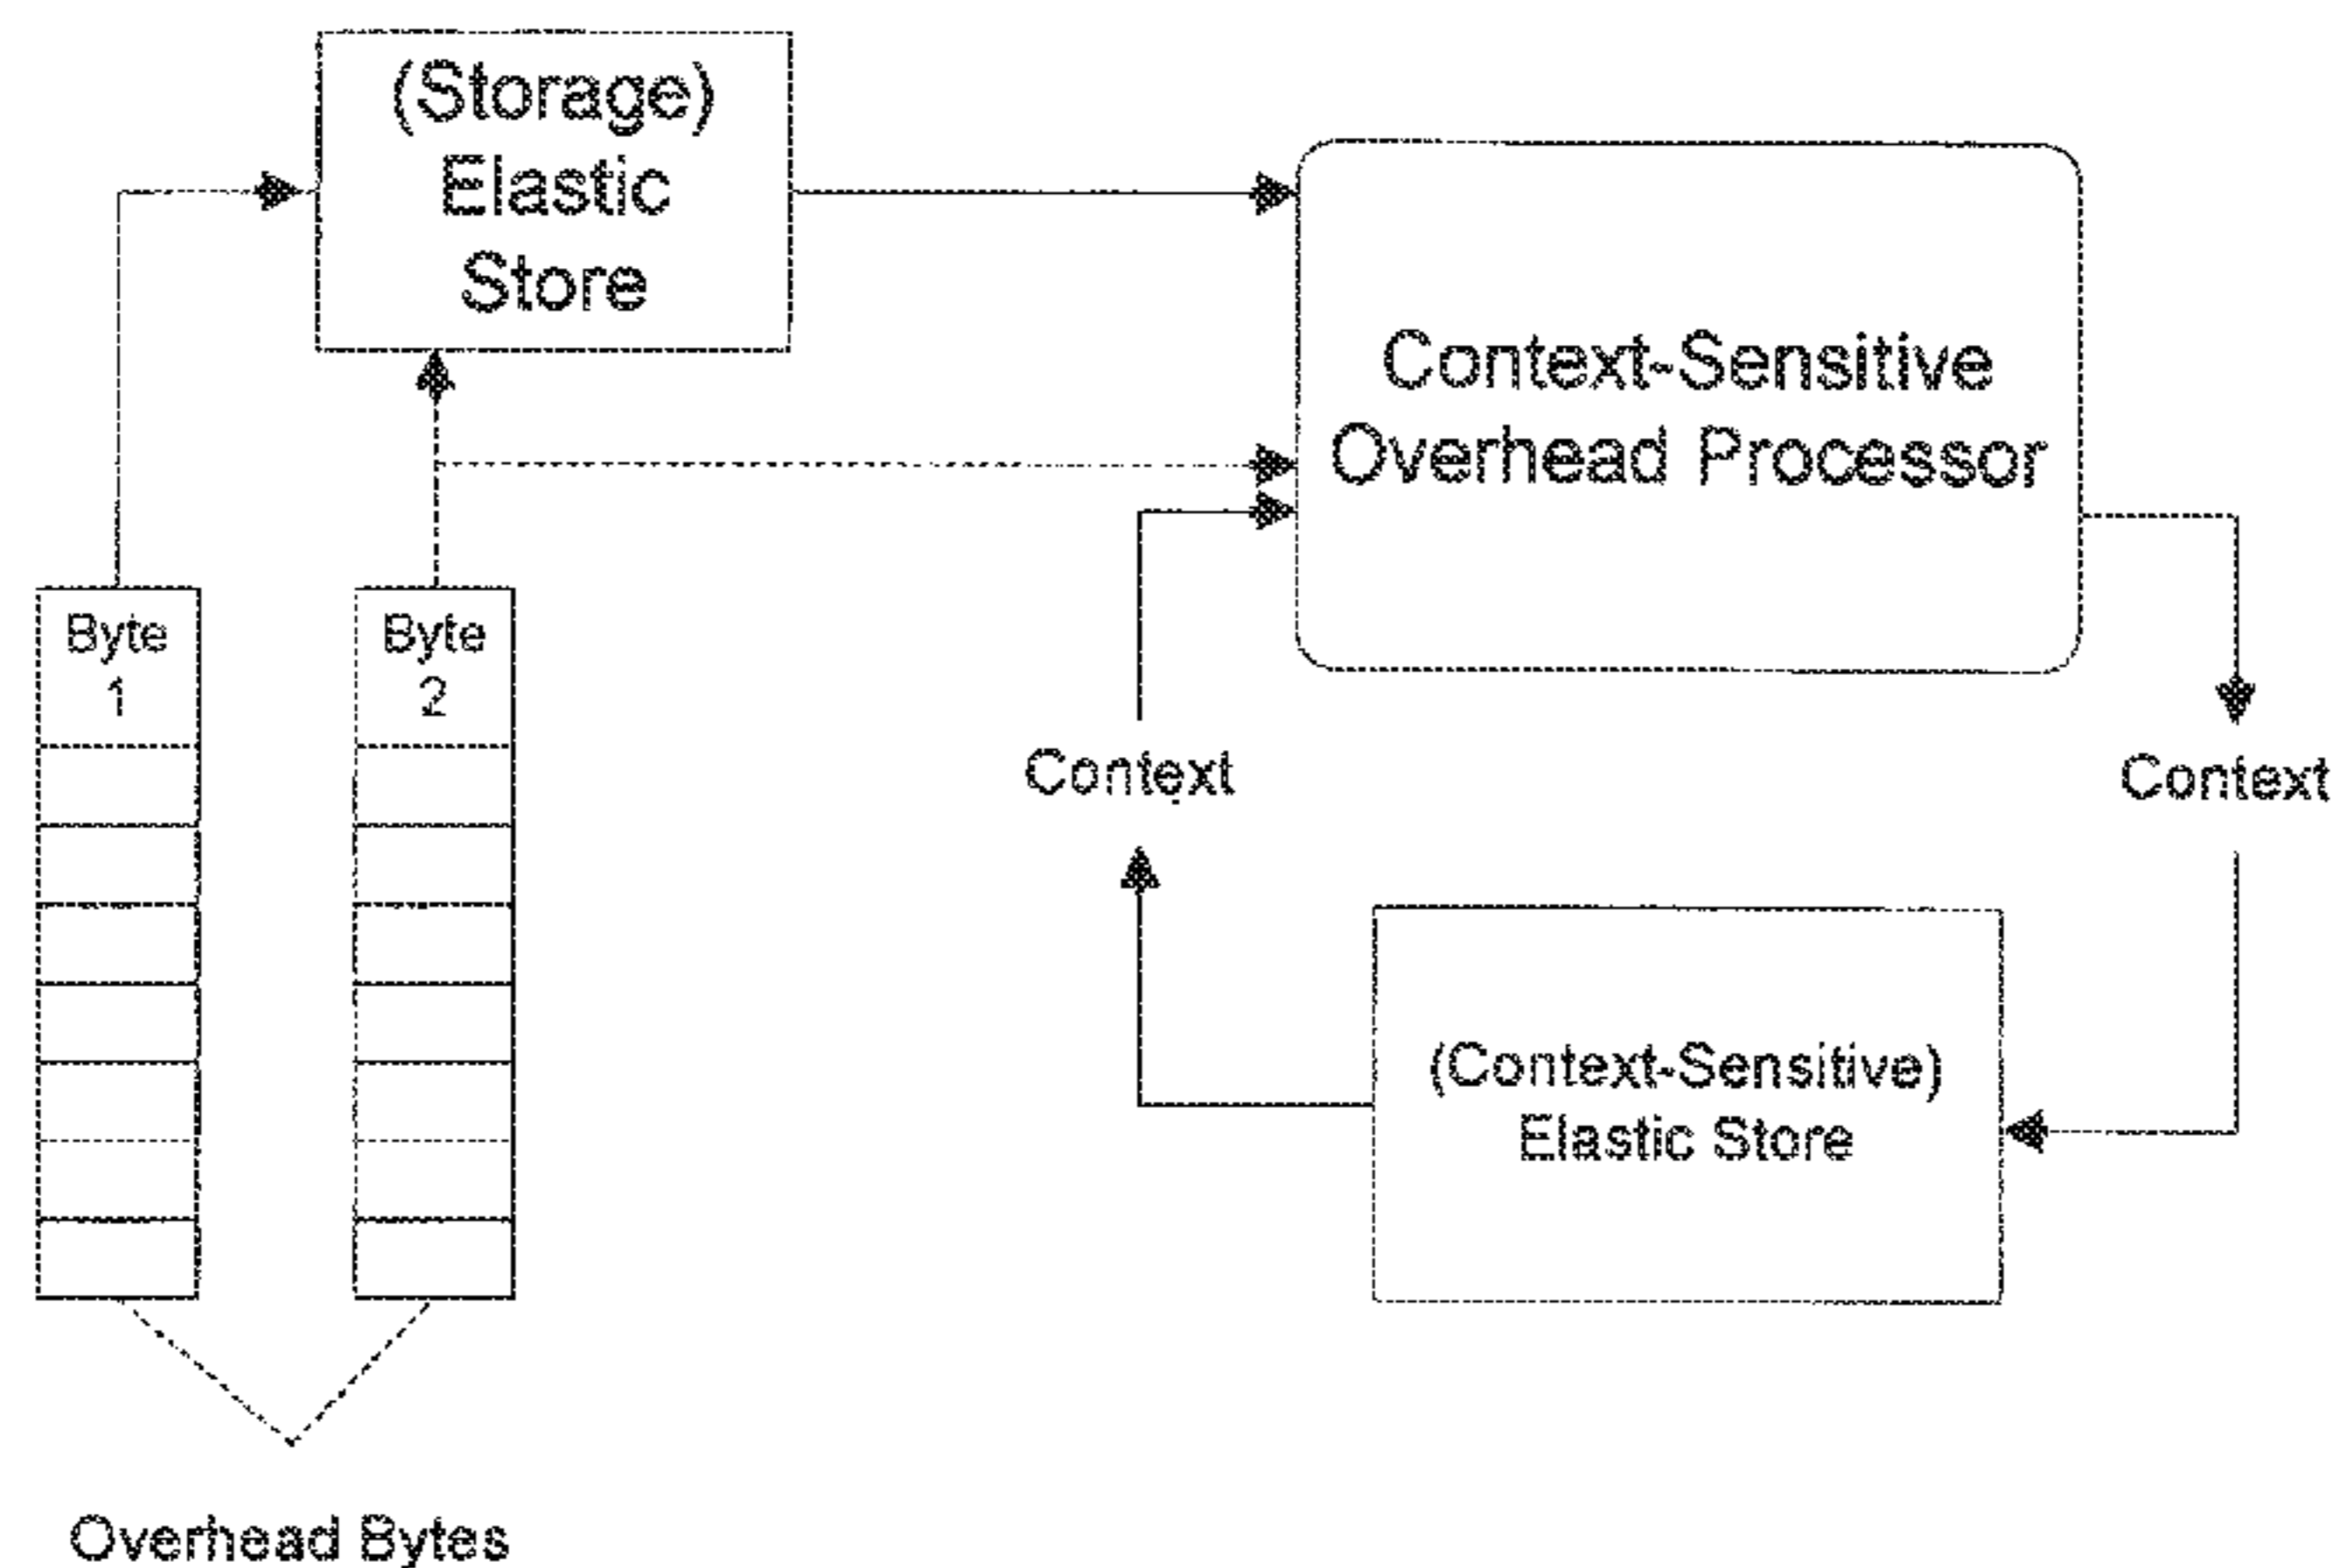 (Storage)
Elastic
Store
Context-Sensitive
Overhead Processor
Byte
1
Byte
2
Context
Context
(Context-Sensitive)
Elastic Store
Overhead Bytes